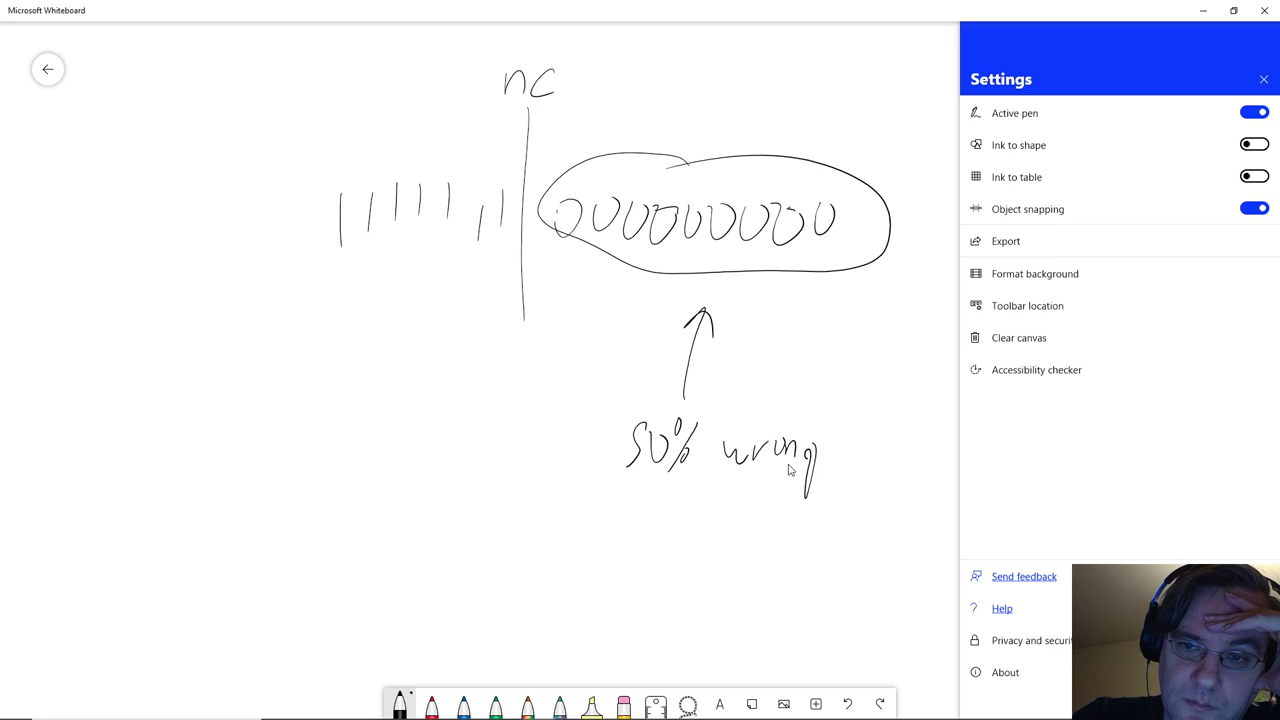 Microsoft Whiteboard
nc
50% wrong
Settings
Active pen
Ink to shape
Ink to table
Object snapping
Export
Format background
Toolbar location
Clear canvas
Accessibility checker
Send feedback
Help
Privacy and securi
About
A